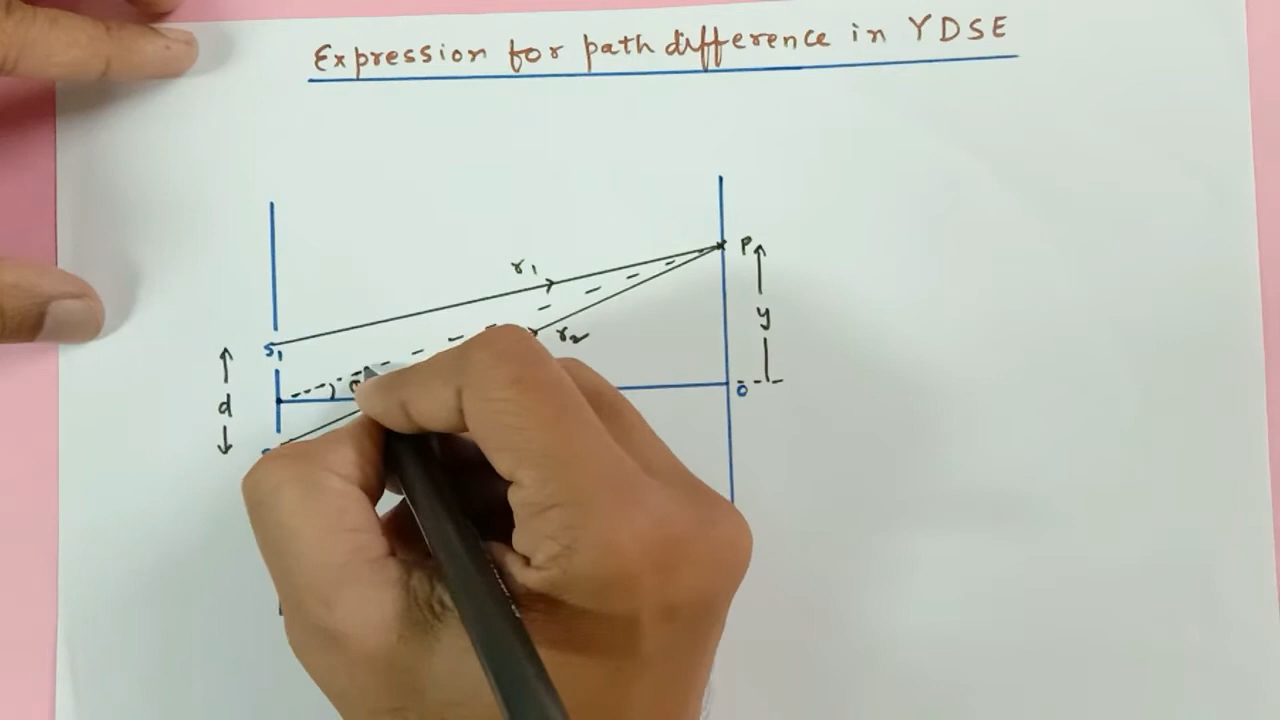 Expression for path difference in YDSE
P
r₁
y
r₂
S₁
O
d